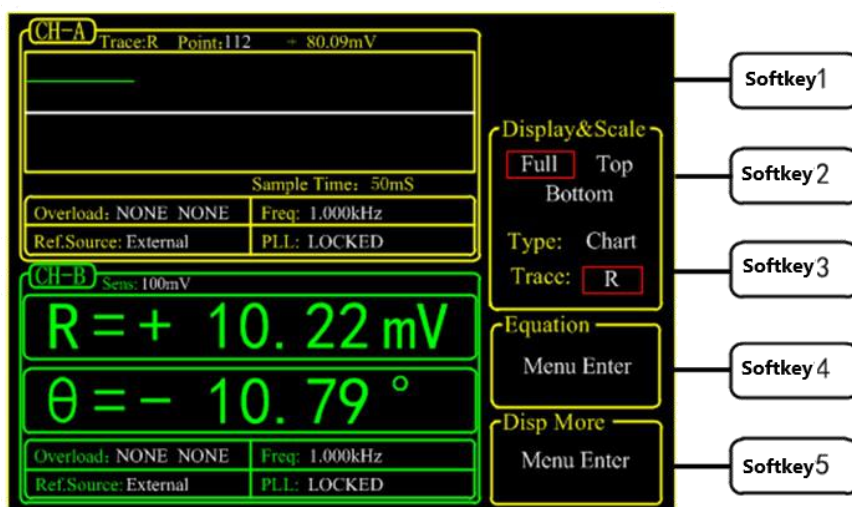 CH-A Trace:R Point:112 + 80.09mV
Sample Time: 50mS
Overload: NONE NONE Freq: 1.000kHz
Ref.Source: External PLL: LOCKED
CH-B Sens: 100mV
R=+ 10.22 mV
θ=- 10.79 °
Overload: NONE NONE Freq: 1.000kHz
Ref.Source: External PLL: LOCKED
Display&Scale
Full Top
Bottom
Type: Chart
Trace: R
Equation
Menu Enter
Disp More
Menu Enter
Softkey1
Softkey2
Softkey3
Softkey4
Softkey5